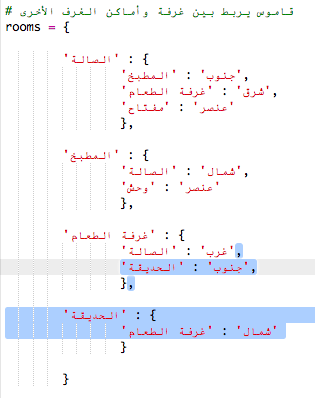 # قاموس يربط بين غرفة وأماكن الغرف الأخرى
rooms = {
'الصالة' : {
'جنوب' : 'المطبخ',
'شرق' : 'غرفة الطعام',
'عنصر' : 'مفتاح'
},
'المطبخ' : {
'شمال' : 'الصالة',
'عنصر' : 'وحش'
},
'غرفة الطعام' : {
'غرب' : 'الصالة',
'جنوب' : 'الحديقة',
},
'الحديقة' : {
'شمال' : 'غرفة الطعام'
}
}